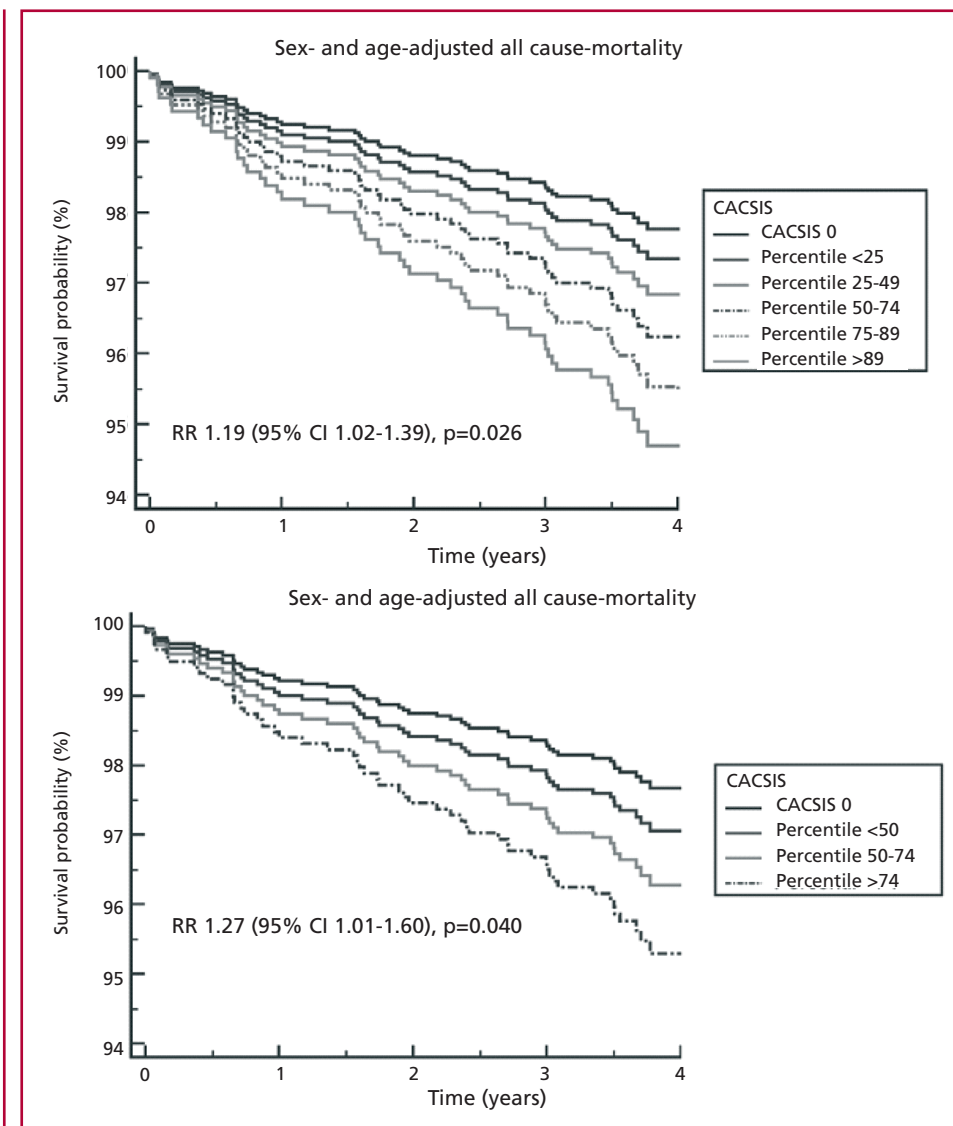 Sex- and age-adjusted all cause-mortality
100
99
98
97
96
95
94
Survival probability (%)
CACSIS
CACSIS 0
Percentile <25
Percentile 25-49
Percentile 50-74
Percentile 75-89
Percentile >89
RR 1.19 (95% CI 1.02-1.39), p=0.026
0 1 2 3 4
Time (years)
Sex- and age-adjusted all cause-mortality
100
99
98
97
96
95
94
Survival probability (%)
CACSIS
CACSIS 0
Percentile <50
Percentile 50-74
Percentile >74
RR 1.27 (95% CI 1.01-1.60), p=0.040
0 1 2 3 4
Time (years)